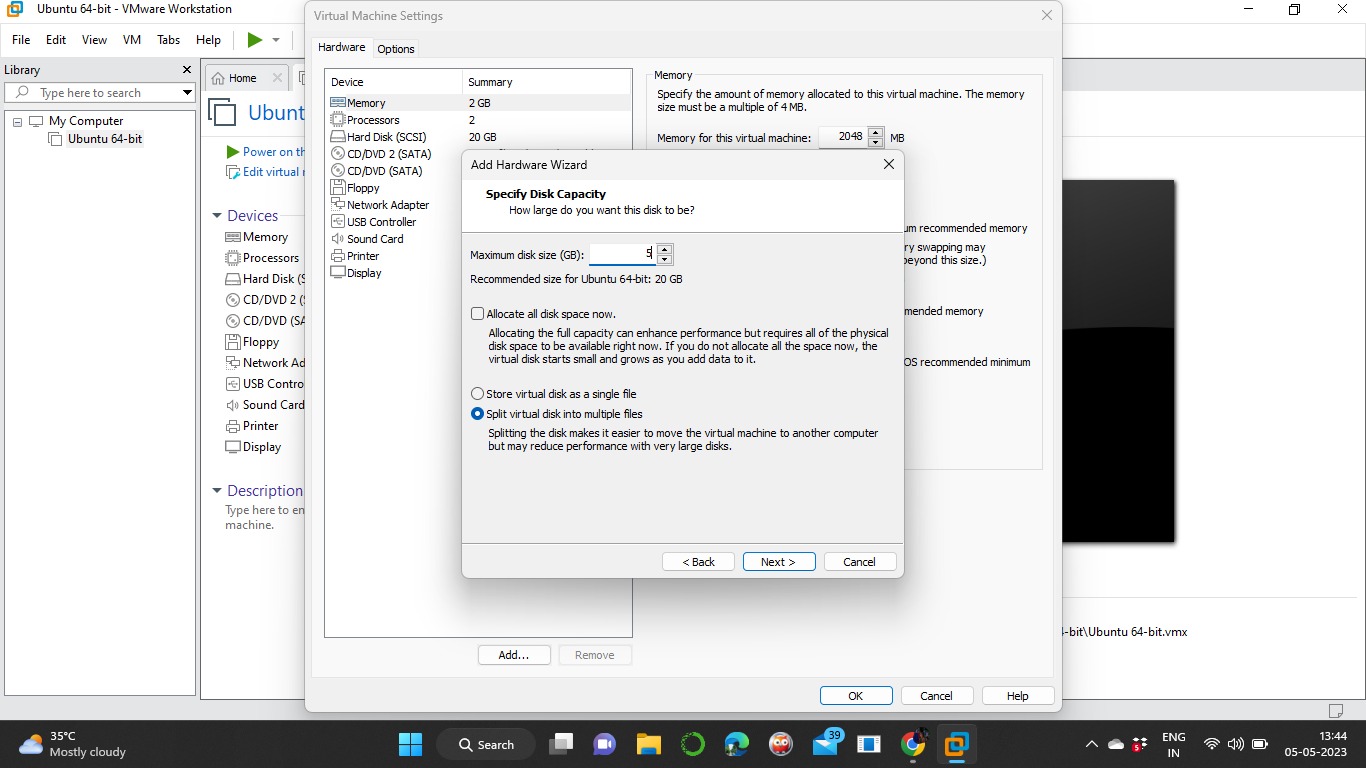 Ubuntu 64-bit - VMware Workstation
File Edit View VM Tabs Help
Library
Type here to search
My Computer
Ubuntu 64-bit
Home
Ubuntu
Power on th
Edit virtual
Devices
Memory
Processors
Hard Disk (S
CD/DVD 2 (
CD/DVD (SA
Floppy
Network Ad
USB Contro
Sound Card
Printer
Display
Description
Type here to en
machine.
Virtual Machine Settings
Hardware Options
Device Summary
Memory 2 GB
Processors 2
Hard Disk (SCSI) 20 GB
CD/DVD 2 (SATA)
CD/DVD (SATA)
Floppy
Network Adapter
USB Controller
Sound Card
Printer
Display
Add... Remove
Memory
Specify the amount of memory allocated to this virtual machine. The memory
size must be a multiple of 4 MB.
Memory for this virtual machine: 2048 MB
um recommended memory
ry swapping may
beyond this size.)
mended memory
OS recommended minimum
OK Cancel Help
Add Hardware Wizard
Specify Disk Capacity
How large do you want this disk to be?
Maximum disk size (GB): 5
Recommended size for Ubuntu 64-bit: 20 GB
Allocate all disk space now.
Allocating the full capacity can enhance performance but requires all of the physical
disk space to be available right now. If you do not allocate all the space now, the
virtual disk starts small and grows as you add data to it.
Store virtual disk as a single file
Split virtual disk into multiple files
Splitting the disk makes it easier to move the virtual machine to another computer
but may reduce performance with very large disks.
< Back Next > Cancel
-bit\Ubuntu 64-bit.vmx
35°C
Mostly cloudy
Search
39
ENG
IN
13:44
05-05-2023